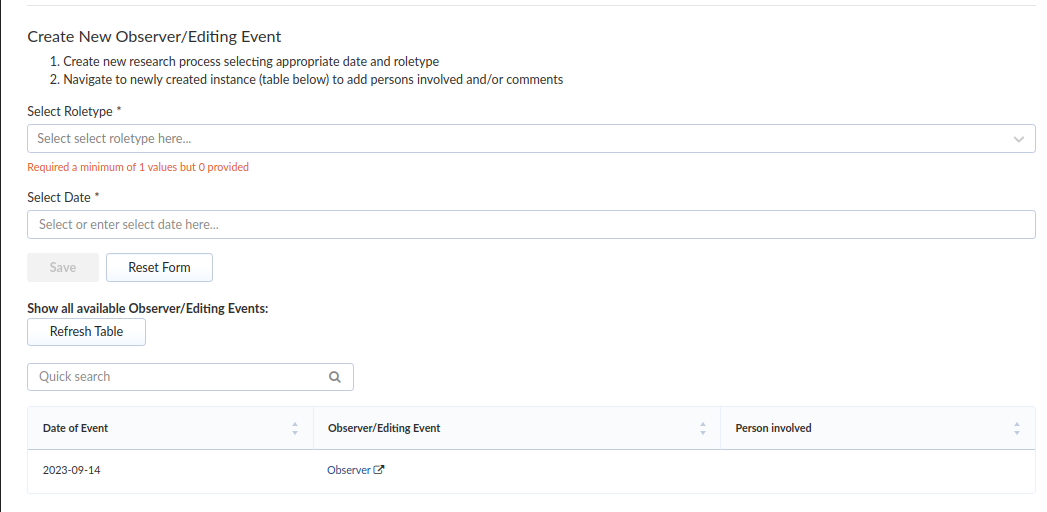 Create New Observer/Editing Event
1. Create new research process selecting appropriate date and roletype
2. Navigate to newly created instance (table below) to add persons involved and/or comments
Select Roletype *
Select select roletype here...
Required a minimum of 1 values but 0 provided
Select Date *
Select or enter select date here...
Save Reset Form
Show all available Observer/Editing Events:
Refresh Table
Quick search
Date of Event Observer/Editing Event Person involved
2023-09-14 Observer